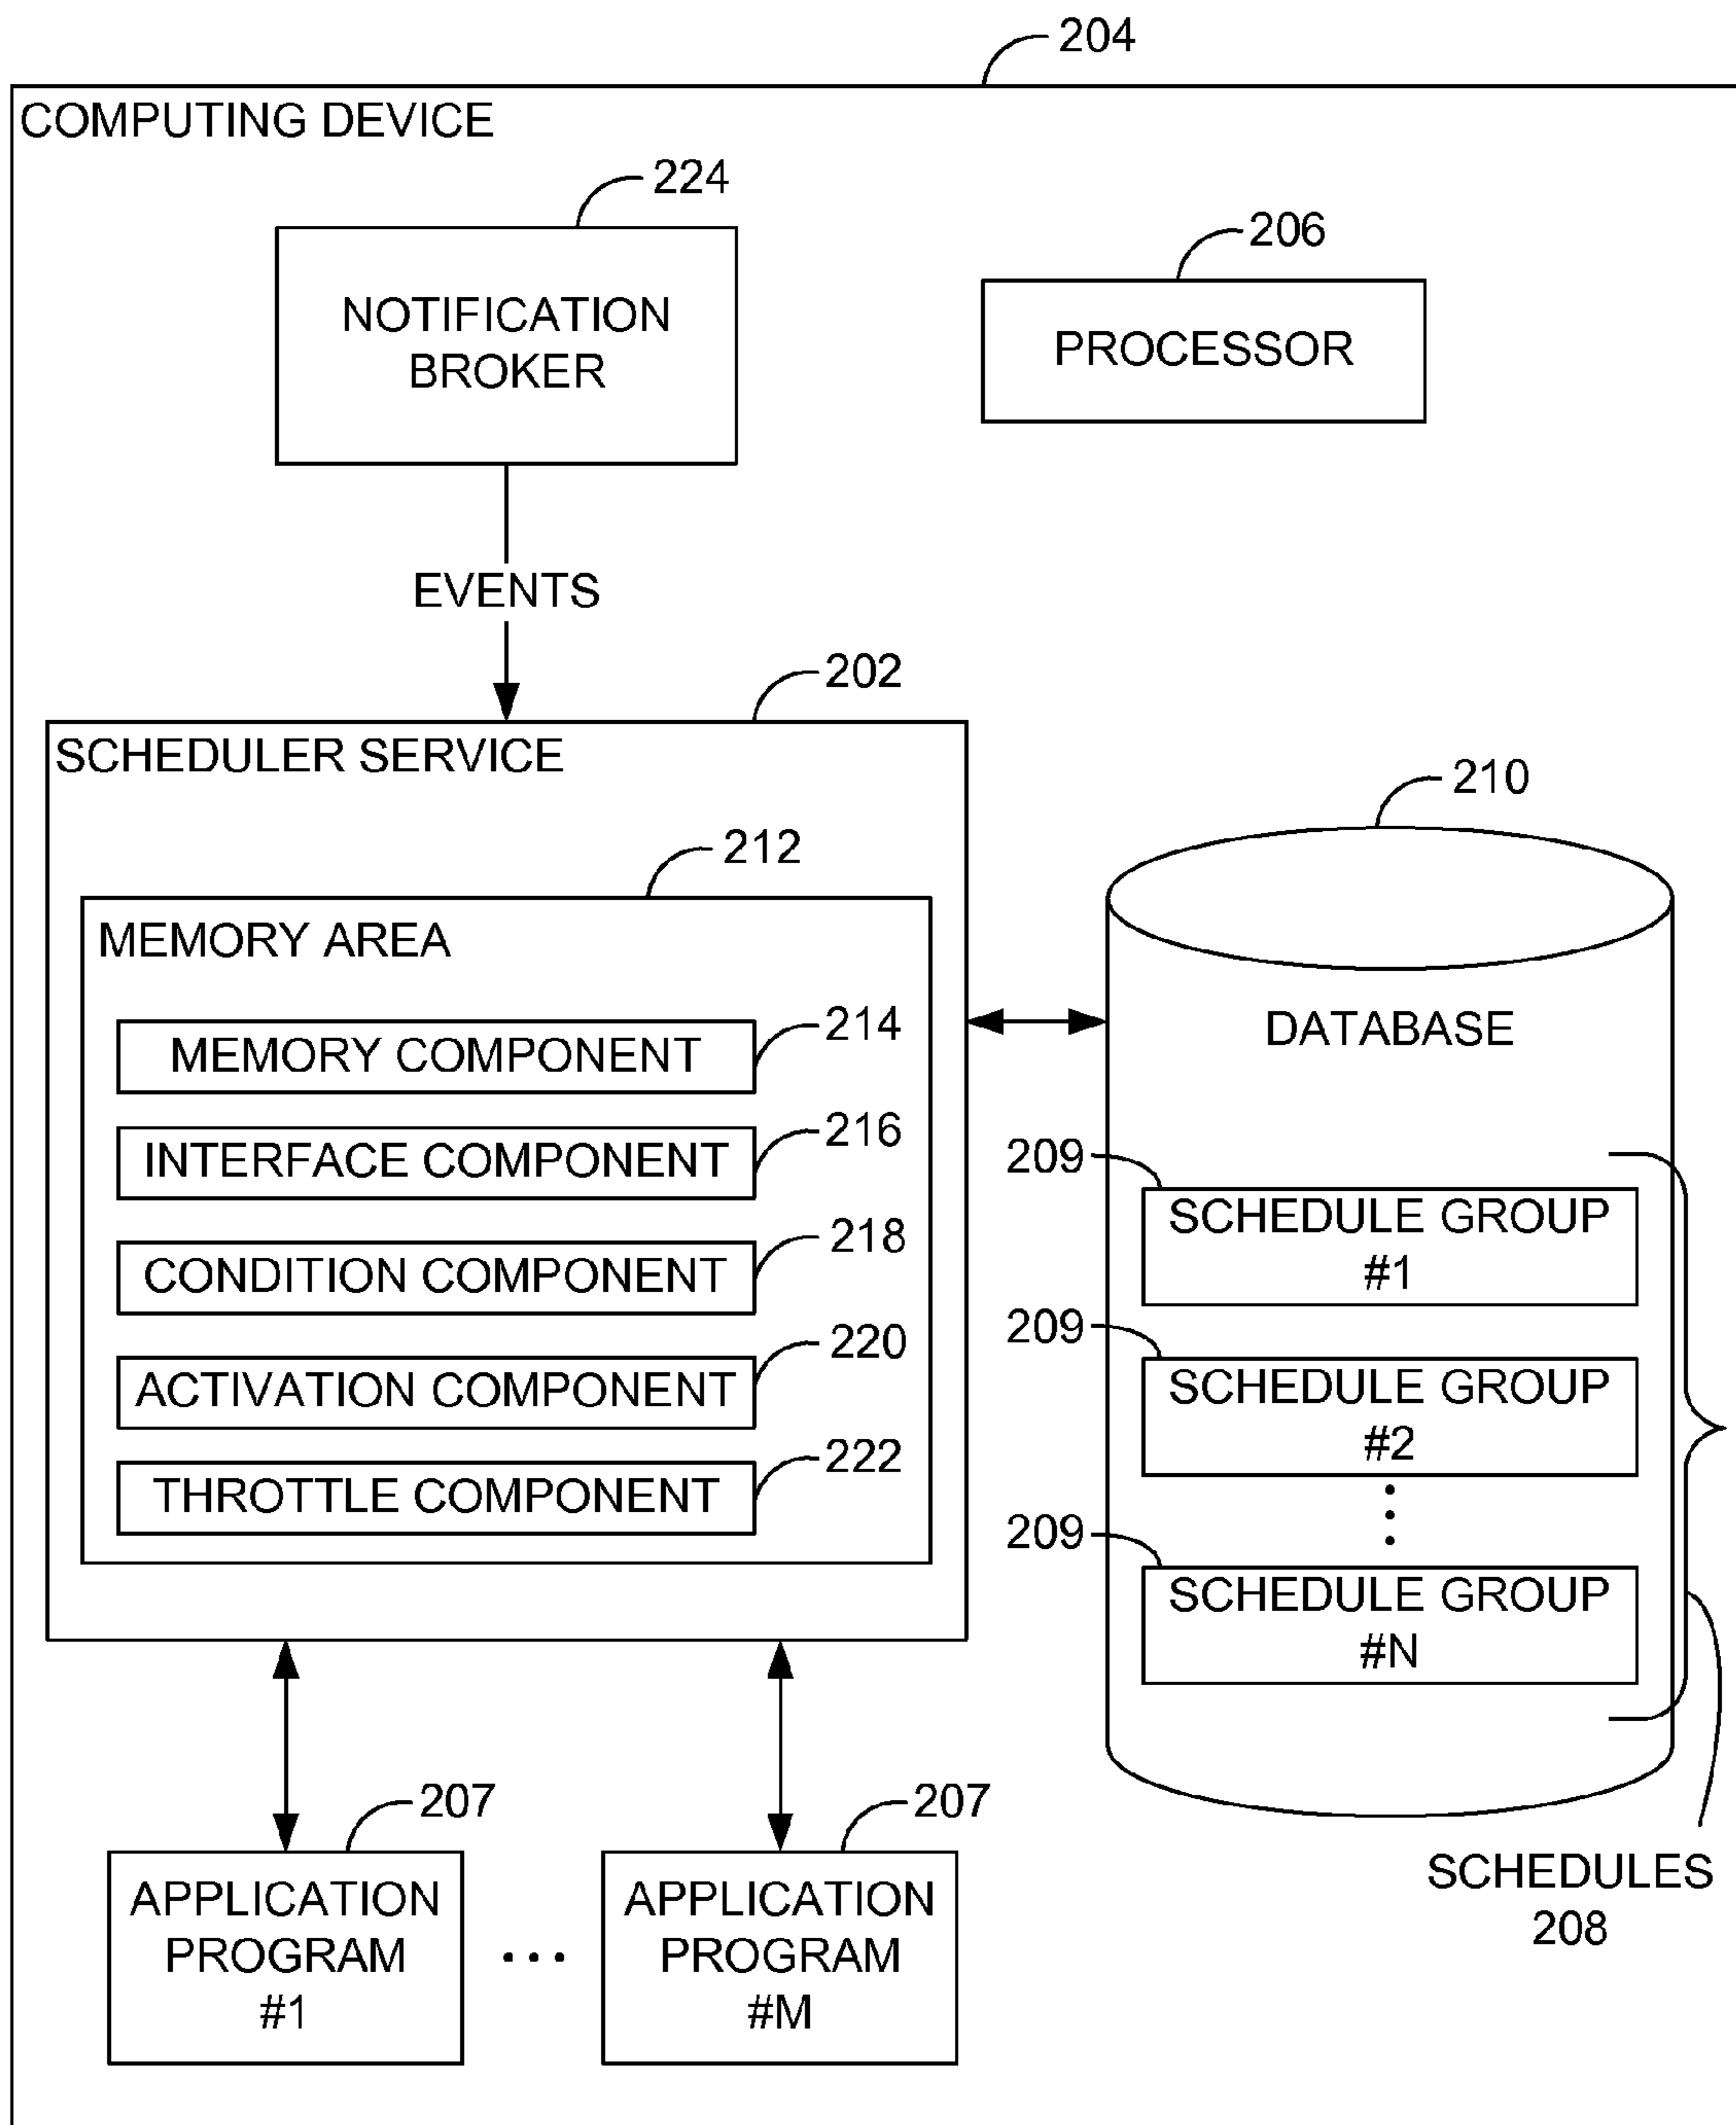 204
COMPUTING DEVICE
224
NOTIFICATION
BROKER
206
PROCESSOR
EVENTS
202
SCHEDULER SERVICE
212
MEMORY AREA
214
MEMORY COMPONENT
216
INTERFACE COMPONENT
218
CONDITION COMPONENT
220
ACTIVATION COMPONENT
222
THROTTLE COMPONENT
210
DATABASE
209
SCHEDULE GROUP
#1
209
SCHEDULE GROUP
#2
209
SCHEDULE GROUP
#N
SCHEDULES
208
207
APPLICATION
PROGRAM
#1
207
APPLICATION
PROGRAM
#M